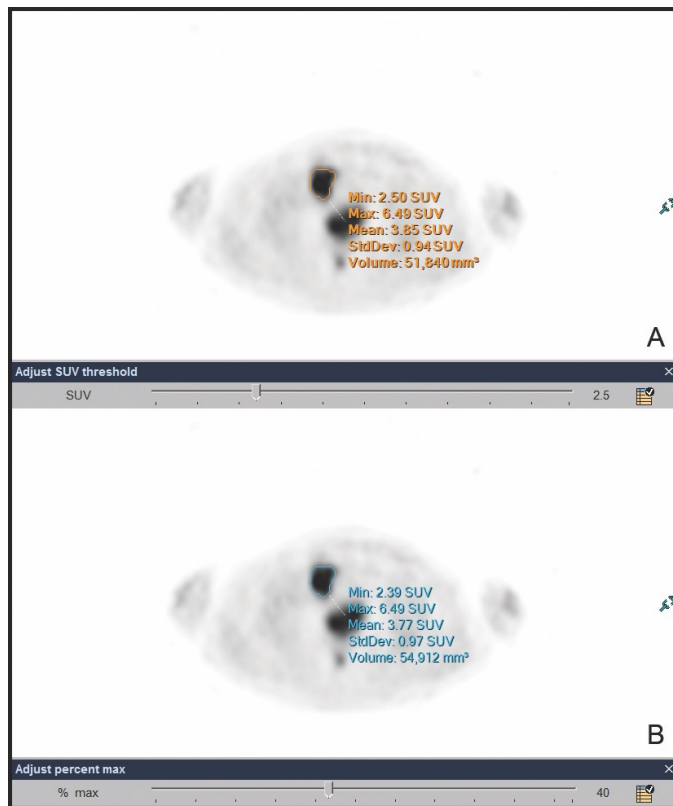 Min: 2.50 SUV
Max: 6.49 SUV
Mean: 3.85 SUV
StdDev: 0.94 SUV
Volume: 51,840 mm³
A
Adjust SUV threshold
SUV 2.5
Min: 2.39 SUV
Max: 6.49 SUV
Mean: 3.77 SUV
StdDev: 0.97 SUV
Volume: 54,912 mm³
B
Adjust percent max
% max 40